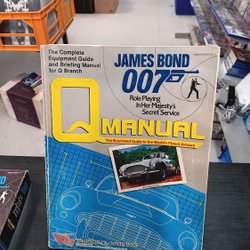 The Complete
Equipment Guide
and Briefing Manual
for Q Branch
JAMES BOND
007
Role Playing
In Her Majesty's
Secret Service
Q MANUAL
The Illustrated Guide to the World's Finest Armory